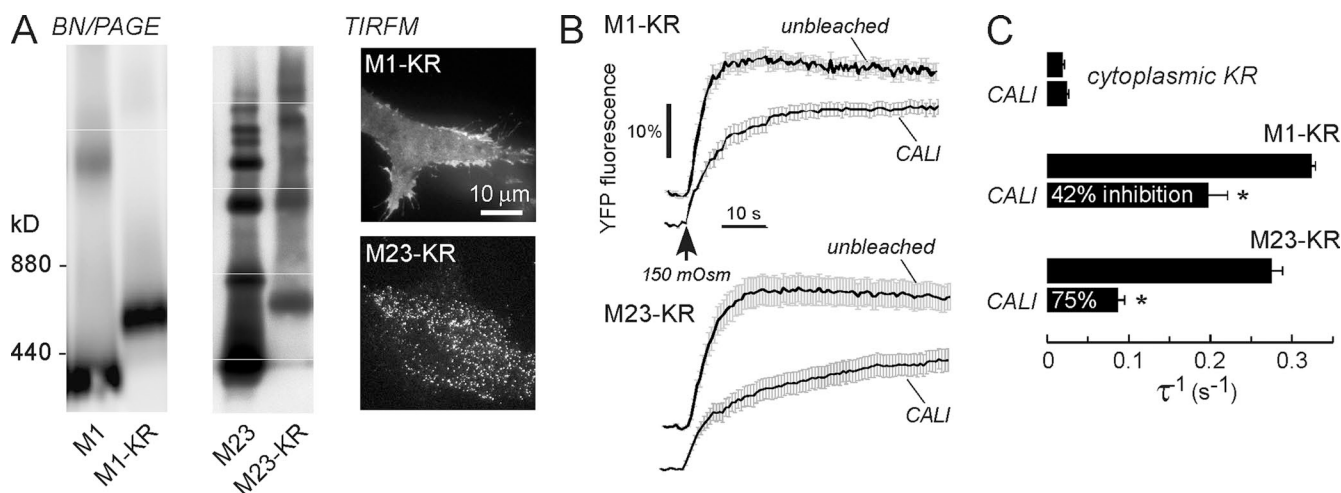 A
BN/PAGE
kD
880 -
440 -
M1
M1-KR
M23
M23-KR
TIRFM
M1-KR
10 μm
M23-KR
B
M1-KR
unbleached
10%
YFP fluorescence
CALI
10 s
150 mOsm
M23-KR
unbleached
CALI
C
cytoplasmic KR
CALI
M1-KR
CALI 42% inhibition *
M23-KR
CALI 75% *
0 0.1 0.2 0.3
τ⁻¹ (s⁻¹)